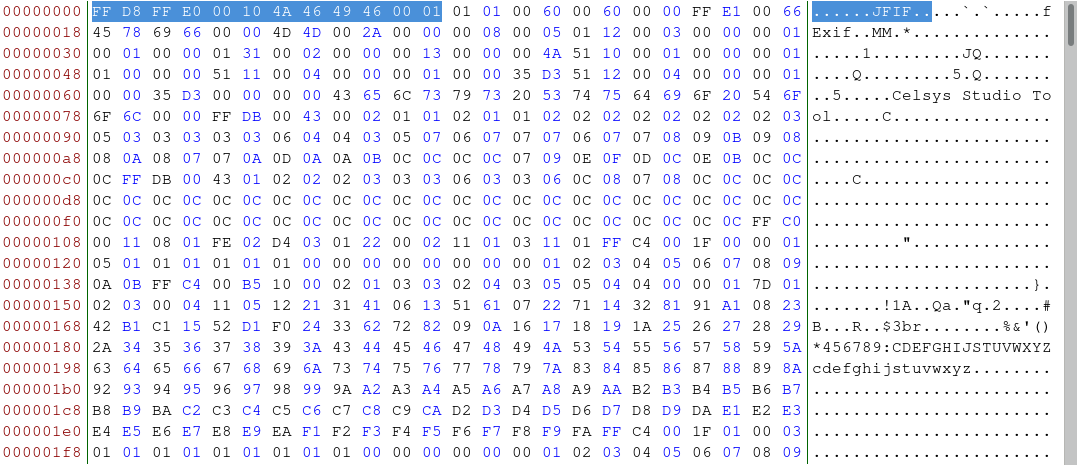 00000000 FF D8 FF E0 00 10 4A 46 49 46 00 01 01 01 00 60 00 60 00 00 FF E1 00 66 ......JFIF.....`.`.....f
00000018 45 78 69 66 00 00 4D 4D 00 2A 00 00 00 08 00 05 01 12 00 03 00 00 00 01 Exif..MM.*..............
00000030 00 01 00 00 01 31 00 02 00 00 00 13 00 00 00 4A 51 10 00 01 00 00 00 01 .....1.........JQ.......
00000048 01 00 00 00 51 11 00 04 00 00 00 01 00 00 35 D3 51 12 00 04 00 00 00 01 ....Q.........5.Q.......
00000060 00 00 35 D3 00 00 00 00 43 65 6C 73 79 73 20 53 74 75 64 69 6F 20 54 6F ..5.....Celsys Studio To
00000078 6F 6C 00 00 FF DB 00 43 00 02 01 01 02 01 01 02 02 02 02 02 02 02 02 03 ol.....C................
00000090 05 03 03 03 03 03 06 04 04 03 05 07 06 07 07 07 06 07 07 08 09 0B 09 08 ........................
000000a8 08 0A 08 07 07 0A 0D 0A 0A 0B 0C 0C 0C 0C 07 09 0E 0F 0D 0C 0E 0B 0C 0C ........................
000000c0 0C FF DB 00 43 01 02 02 02 03 03 03 06 03 03 06 0C 08 07 08 0C 0C 0C 0C ....C...................
000000d8 0C 0C 0C 0C 0C 0C 0C 0C 0C 0C 0C 0C 0C 0C 0C 0C 0C 0C 0C 0C 0C 0C 0C 0C ........................
000000f0 0C 0C 0C 0C 0C 0C 0C 0C 0C 0C 0C 0C 0C 0C 0C 0C 0C 0C 0C 0C 0C 0C FF C0 ........................
00000108 00 11 08 01 FE 02 D4 03 01 22 00 02 11 01 03 11 01 FF C4 00 1F 00 00 01 ........."..............
00000120 05 01 01 01 01 01 01 00 00 00 00 00 00 00 00 01 02 03 04 05 06 07 08 09 ........................
00000138 0A 0B FF C4 00 B5 10 00 02 01 03 03 02 04 03 05 05 04 04 00 00 01 7D 01 ......................}.
00000150 02 03 00 04 11 05 12 21 31 41 06 13 51 61 07 22 71 14 32 81 91 A1 08 23 .......!1A..Qa."q.2....#
00000168 42 B1 C1 15 52 D1 F0 24 33 62 72 82 09 0A 16 17 18 19 1A 25 26 27 28 29 B...R..$3br........%&'()
00000180 2A 34 35 36 37 38 39 3A 43 44 45 46 47 48 49 4A 53 54 55 56 57 58 59 5A *456789:CDEFGHIJSTUVWXYZ
00000198 63 64 65 66 67 68 69 6A 73 74 75 76 77 78 79 7A 83 84 85 86 87 88 89 8A cdefghijstuvwxyz........
000001b0 92 93 94 95 96 97 98 99 9A A2 A3 A4 A5 A6 A7 A8 A9 AA B2 B3 B4 B5 B6 B7 ........................
000001c8 B8 B9 BA C2 C3 C4 C5 C6 C7 C8 C9 CA D2 D3 D4 D5 D6 D7 D8 D9 DA E1 E2 E3 ........................
000001e0 E4 E5 E6 E7 E8 E9 EA F1 F2 F3 F4 F5 F6 F7 F8 F9 FA FF C4 00 1F 01 00 03 ........................
000001f8 01 01 01 01 01 01 01 01 01 00 00 00 00 00 00 01 02 03 04 05 06 07 08 09 ........................